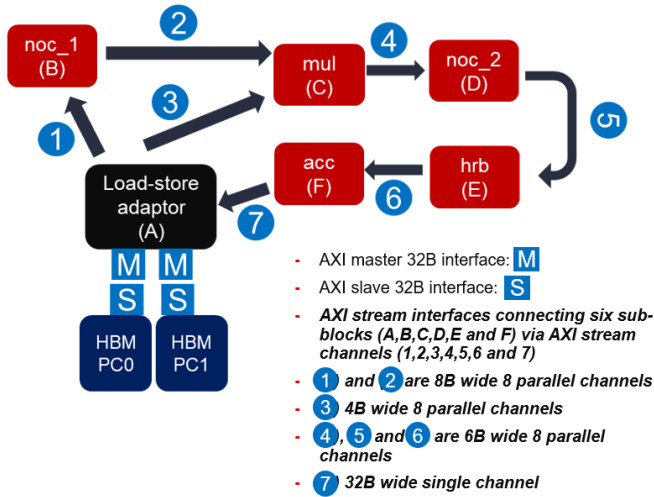 noc_1
(B)
2
mul
(C)
4
noc_2
(D)
1
3
5
Load-store
adaptor
(A)
7
acc
(F)
6
hrb
(E)
M
M
S
S
HBM
PC0
HBM
PC1
- AXI master 32B interface: M
- AXI slave 32B interface: S
- AXI stream interfaces connecting six sub-
blocks (A,B,C,D,E and F) via AXI stream
channels (1,2,3,4,5,6 and 7)
- 1) and 2 are 8B wide 8 parallel channels
- 3) 4B wide 8 parallel channels
- 4), 5 and 6 are 6B wide 8 parallel
channels
- 7) 32B wide single channel